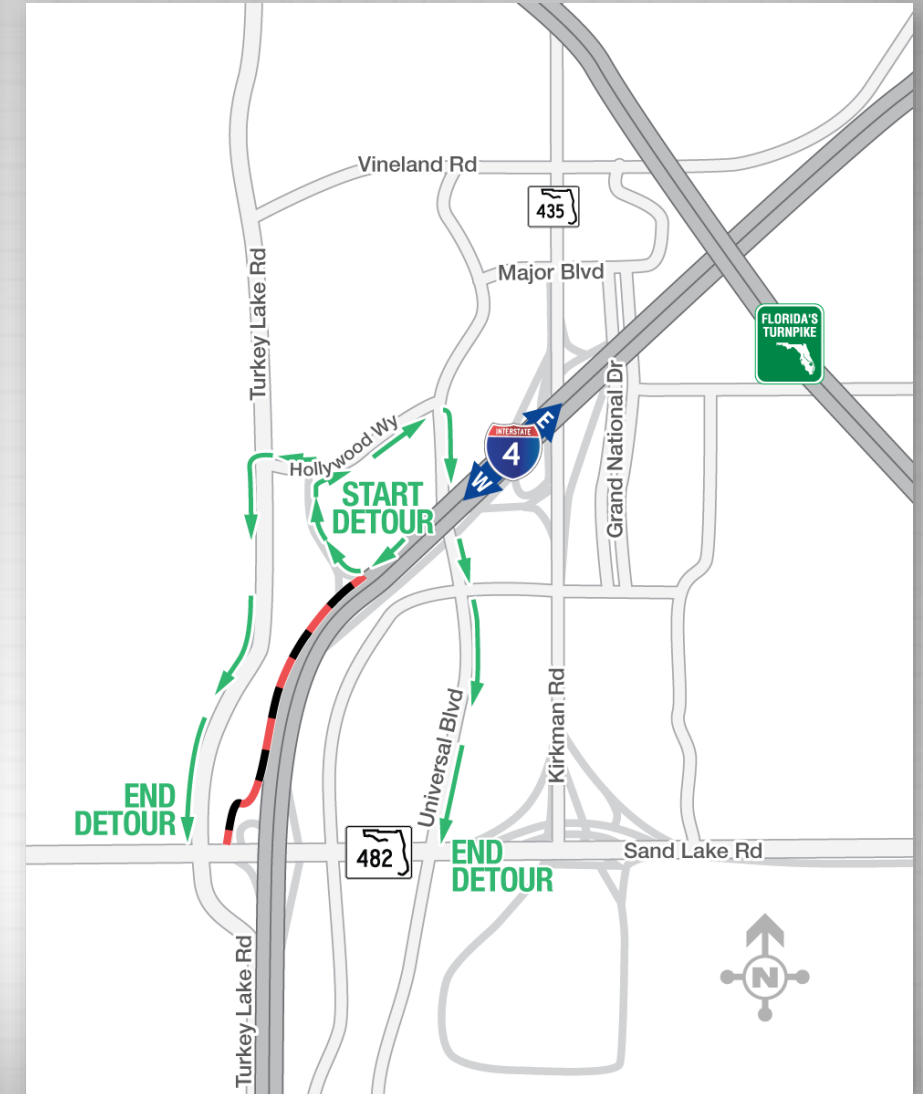 Vineland Rd
435
Turkey Lake Rd
Major Blvd
FLORIDA'S
TURNPIKE
Grand National Dr
E
INTERSTATE
4
W
Hollywood Wy
START
DETOUR
Universal Blvd
Kirkman Rd
END
DETOUR
482
END
DETOUR
Sand Lake Rd
Turkey Lake Rd
N